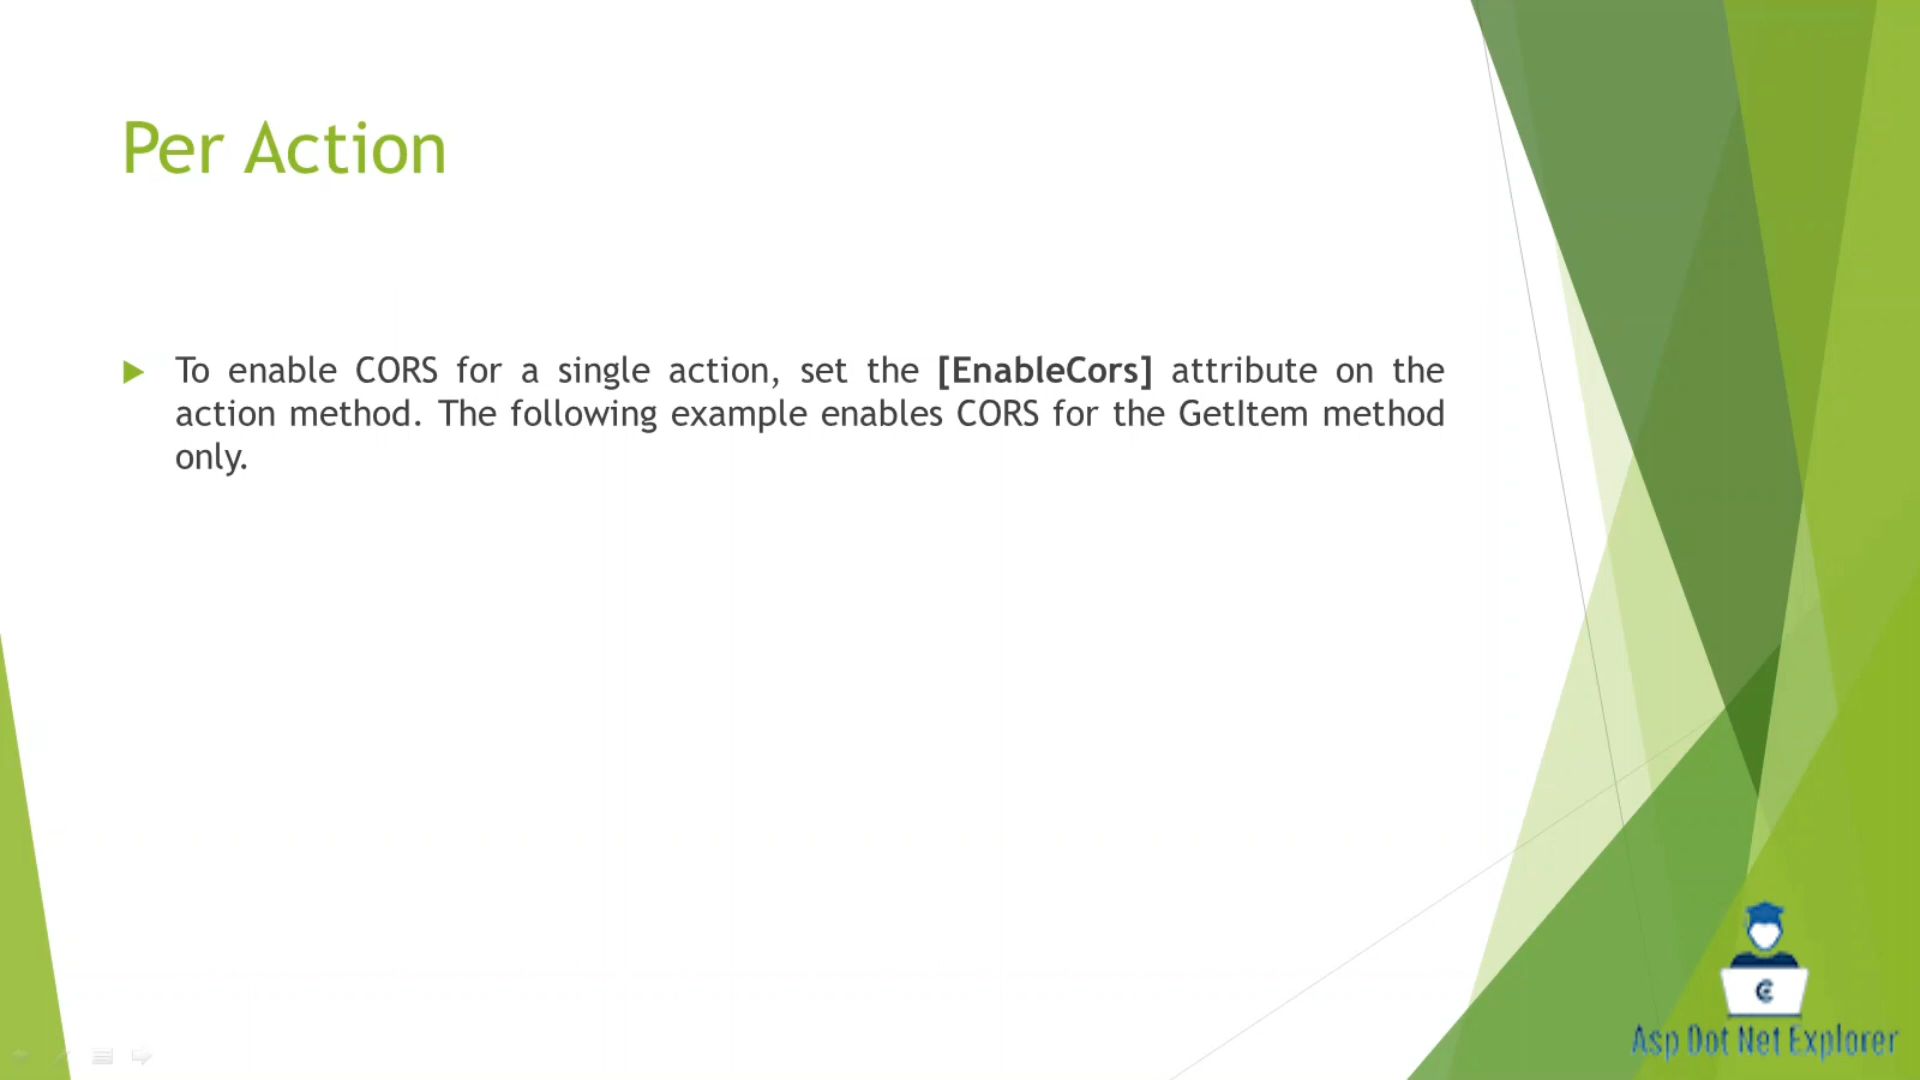 Per Action
To enable CORS for a single action, set the [EnableCors] attribute on the
action method. The following example enables CORS for the GetItem method
only.
Asp Dot Net Explorer